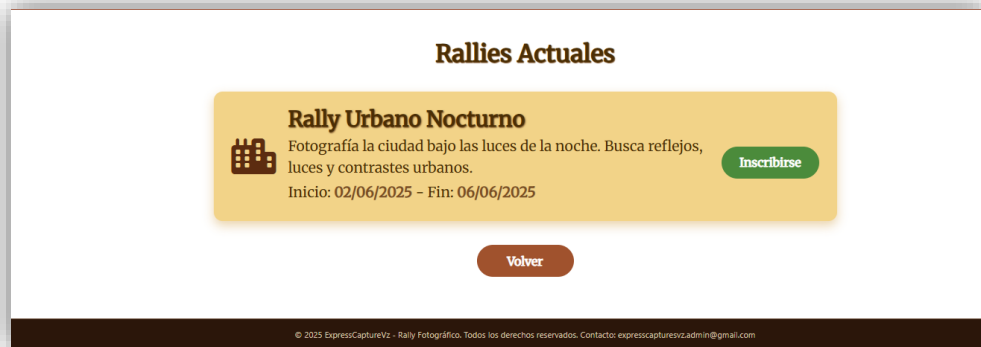 Rallies Actuales
Rally Urbano Nocturno
Fotografía la ciudad bajo las luces de la noche. Busca reflejos,
luces y contrastes urbanos.
Inicio: 02/06/2025 - Fin: 06/06/2025
Inscribirse
Volver
© 2025 ExpressCaptureVz - Rally Fotográfico. Todos los derechos reservados. Contacto: expresscapturesvz.admin@gmail.com